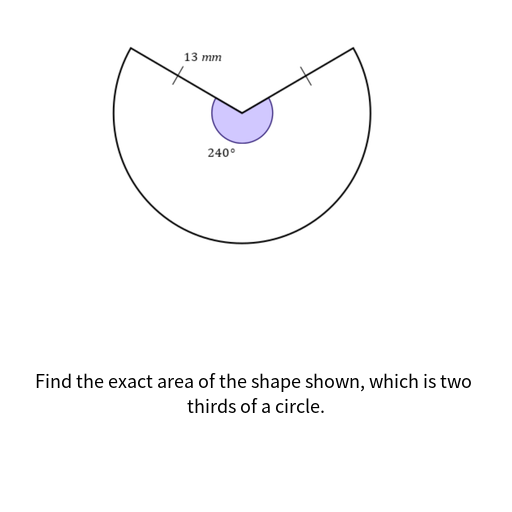 13 mm
240°
Find the exact area of the shape shown, which is two
thirds of a circle.